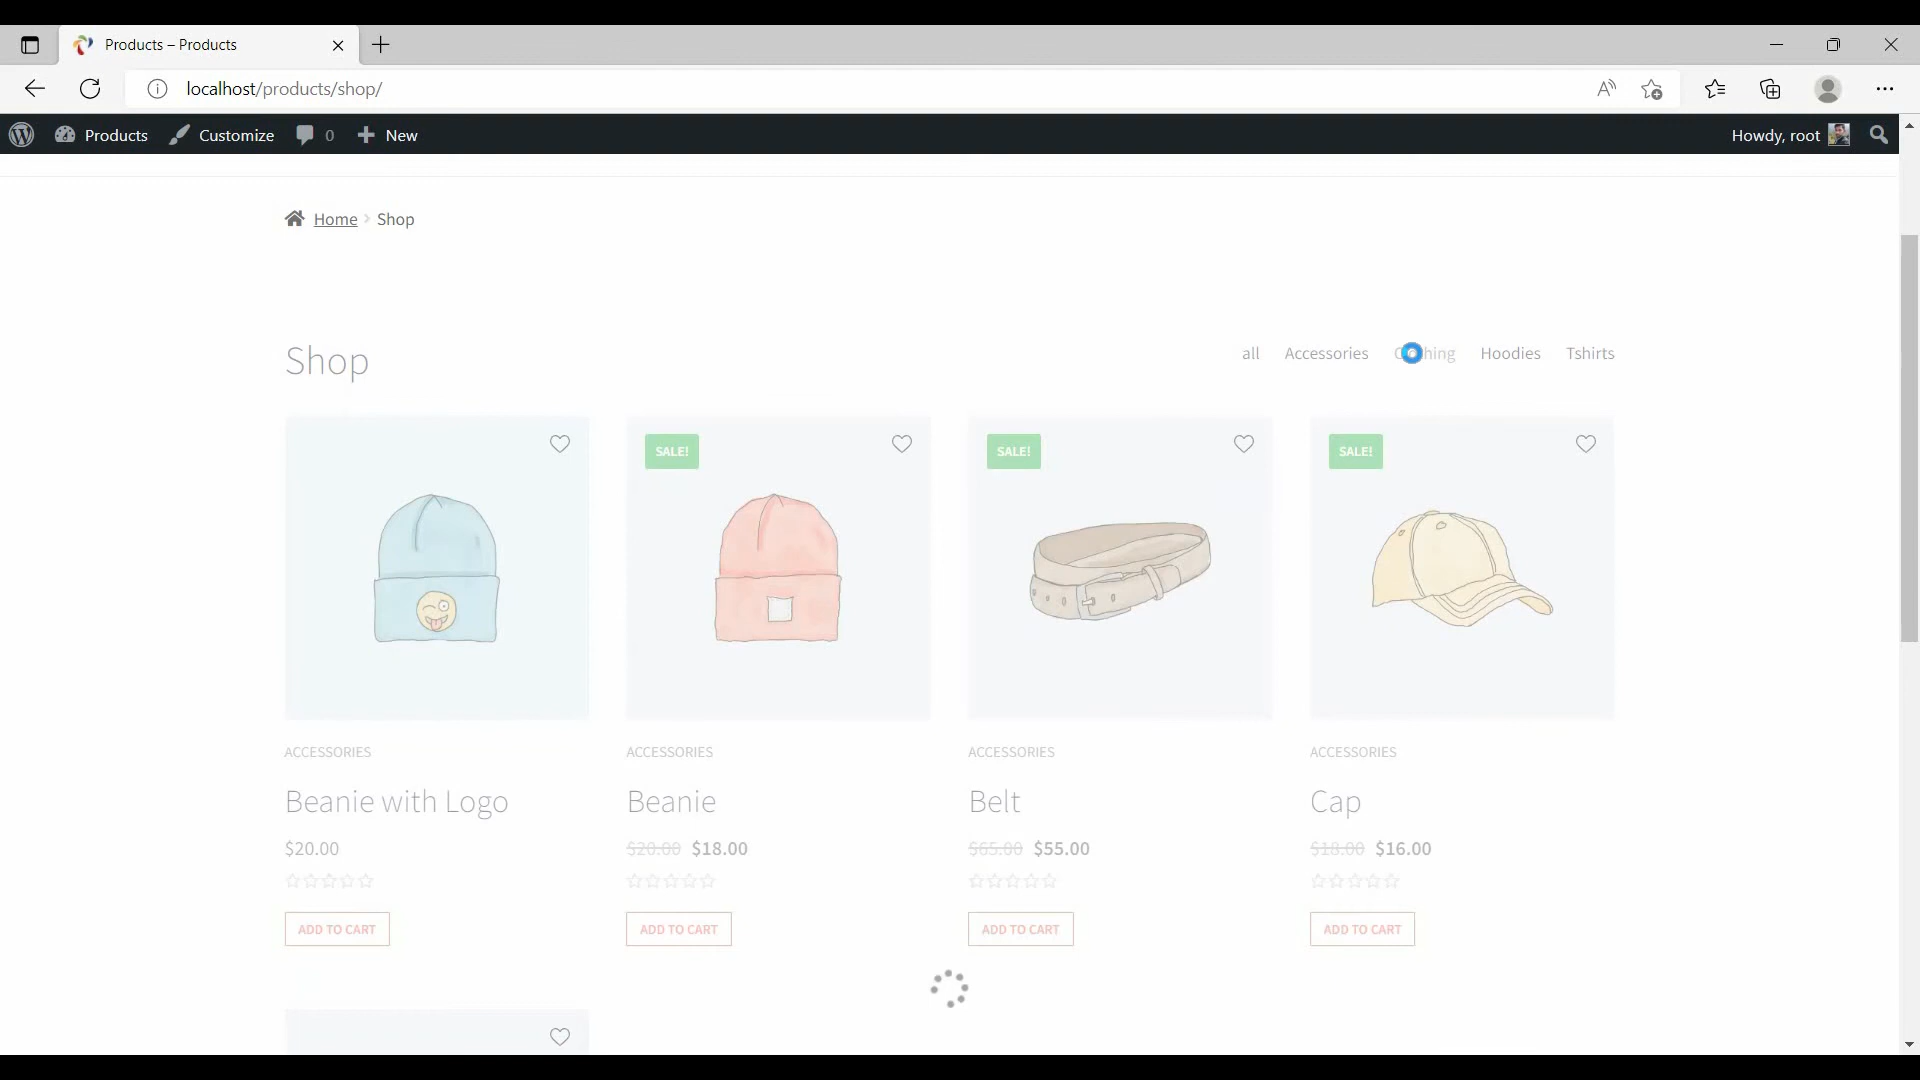 Products – Products
localhost/products/shop/
Products Customize 0 New Howdy, root
Home Shop
Shop
all Accessories Clothing Hoodies Tshirts
SALE! SALE! SALE!
ACCESSORIES ACCESSORIES ACCESSORIES ACCESSORIES
Beanie with Logo Beanie Belt Cap
$20.00 $20.00 $18.00 $65.00 $55.00 $18.00 $16.00
ADD TO CART ADD TO CART ADD TO CART ADD TO CART